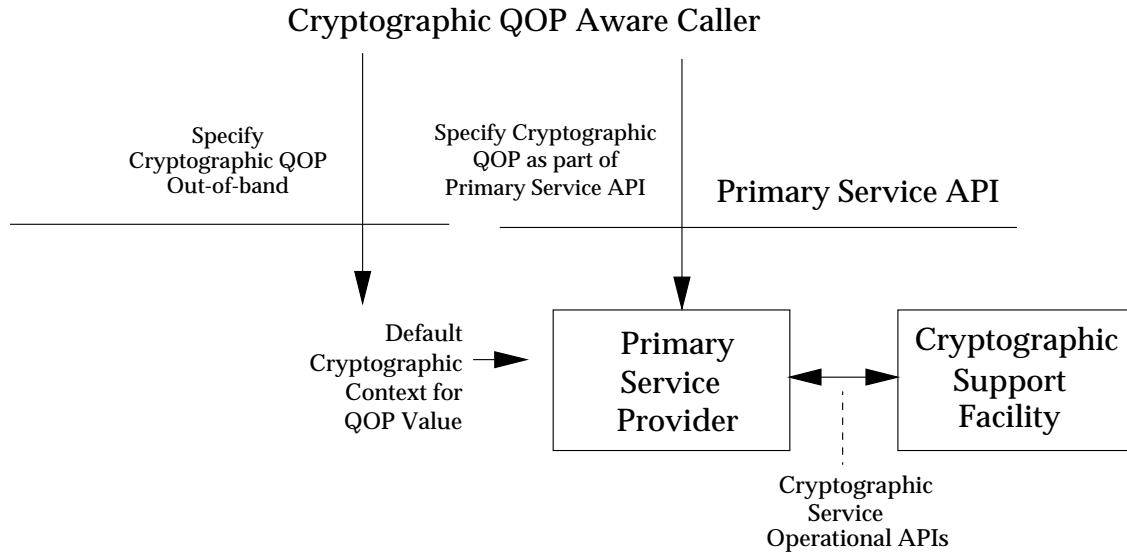 Cryptographic QOP Aware Caller
Specify
Cryptographic QOP
Out-of-band
Specify Cryptographic
QOP as part of
Primary Service API
Primary Service API
Default
Cryptographic
Context for
QOP Value
Primary
Service
Provider
Cryptographic
Support
Facility
Cryptographic
Service
Operational APIs